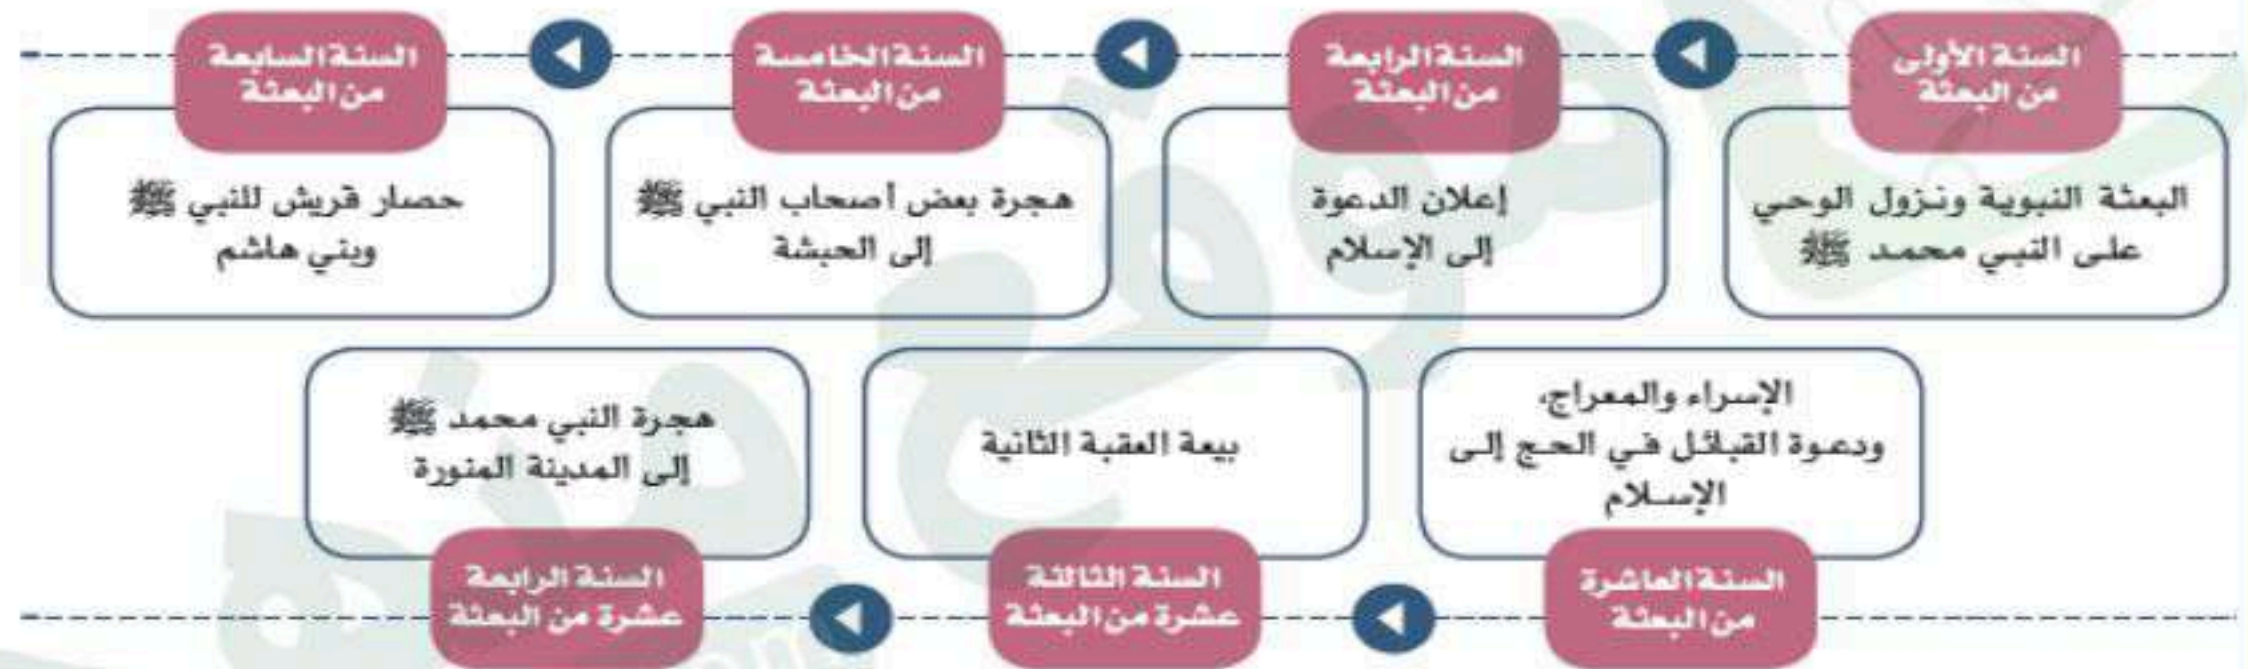 السنة الأولى
من البعثة
البعثة النبوية ونزول الوحي
على النبي محمد ﷺ
السنة الرابعة
من البعثة
إعلان الدعوة
إلى الإسلام
السنة الخامسة
من البعثة
هجرة بعض أصحاب النبي ﷺ
إلى الحبشة
السنة السابعة
من البعثة
حصار قريش للنبي ﷺ
وبني هاشم
الإسراء والمعراج،
ودعوة القبائل في الحج إلى
الإسلام
السنة العاشرة
من البعثة
بيعة العقبة الثانية
السنة الثالثة
عشرة من البعثة
هجرة النبي محمد ﷺ
إلى المدينة المنورة
السنة الرابعة
عشرة من البعثة